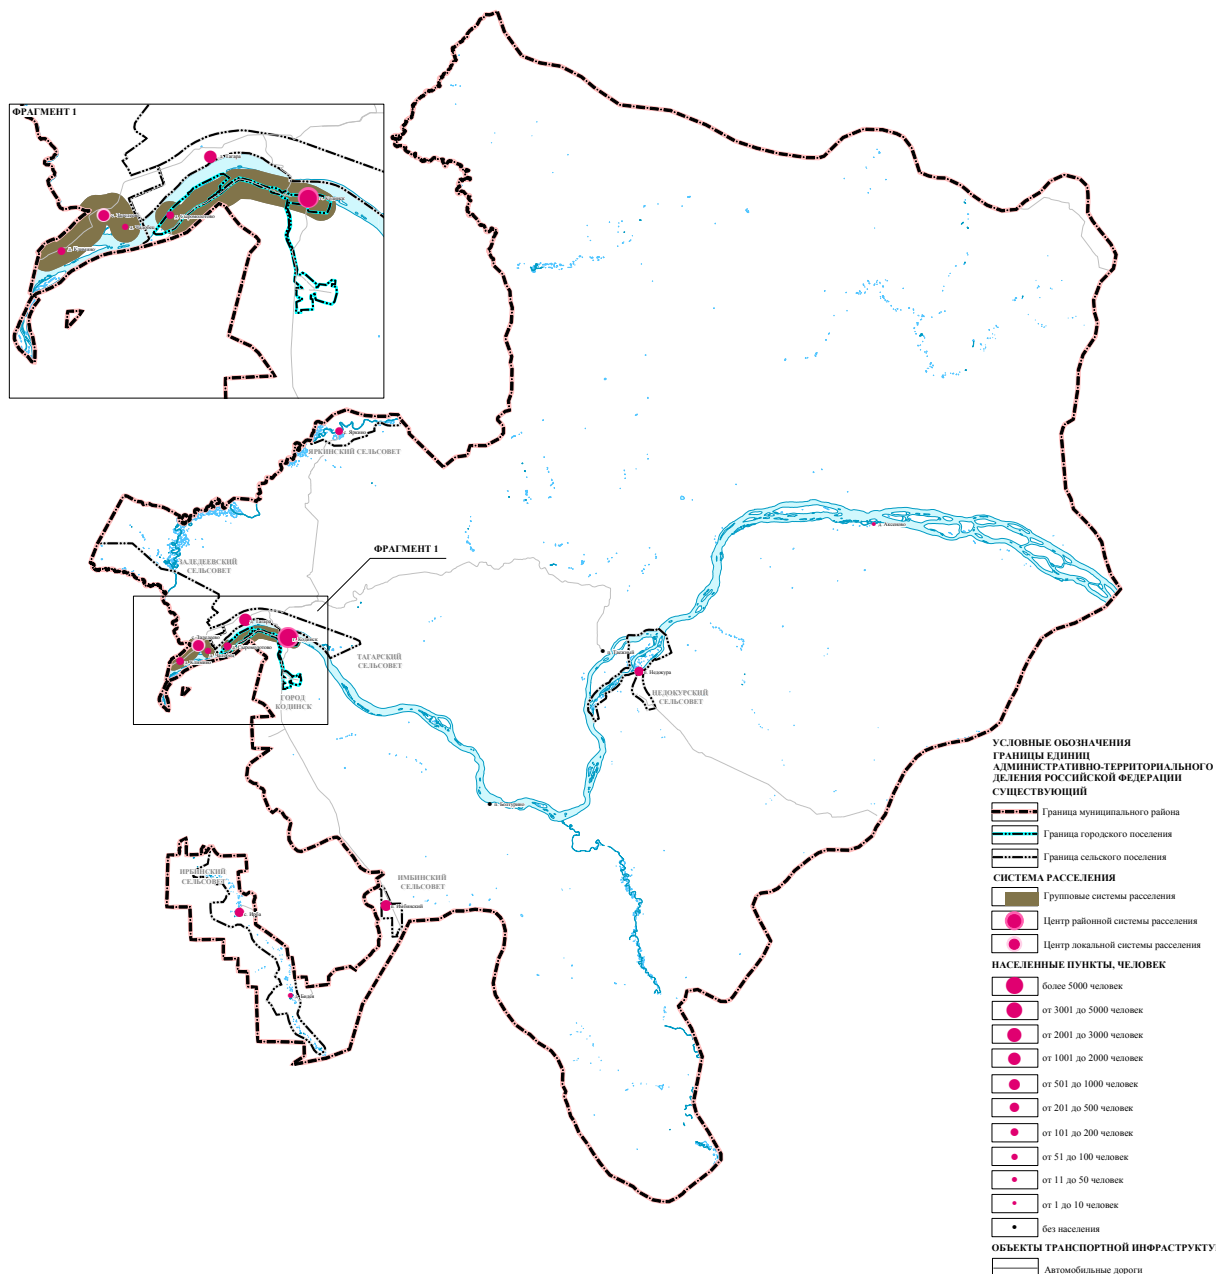 ФРАГМЕНТ 1
п. Тагара
с. Яркино
ЯРКИНСКИЙ СЕЛЬСОВЕТ
ФРАГМЕНТ 1
СЕЛЬСОВЕТ
ТАГАРСКИЙ
СЕЛЬСОВЕТ
ГОРОД
КОДИНСК
НЕДОКУРСКИЙ
СЕЛЬСОВЕТ
ИРБИНСКИЙ
СЕЛЬСОВЕТ
ИМБИНСКИЙ
СЕЛЬСОВЕТ
УСЛОВНЫЕ ОБОЗНАЧЕНИЯ
ГРАНИЦЫ ЕДИНИЦ
АДМИНИСТРАТИВНО-ТЕРРИТОРИАЛЬНОГО
ДЕЛЕНИЯ РОССИЙСКОЙ ФЕДЕРАЦИИ
СУЩЕСТВУЮЩИЙ
Граница муниципального района
Граница городского поселения
Граница сельского поселения
СИСТЕМА РАССЕЛЕНИЯ
Групповые системы расселения
Центр районной системы расселения
Центр локальной системы расселения
НАСЕЛЕННЫЕ ПУНКТЫ, ЧЕЛОВЕК
более 5000 человек
от 3001 до 5000 человек
от 2001 до 3000 человек
от 1001 до 2000 человек
от 501 до 1000 человек
от 201 до 500 человек
от 101 до 200 человек
от 51 до 100 человек
от 11 до 50 человек
от 1 до 10 человек
без населения
ОБЪЕКТЫ ТРАНСПОРТНОЙ ИНФРАСТРУКТУ
Автомобильные дороги